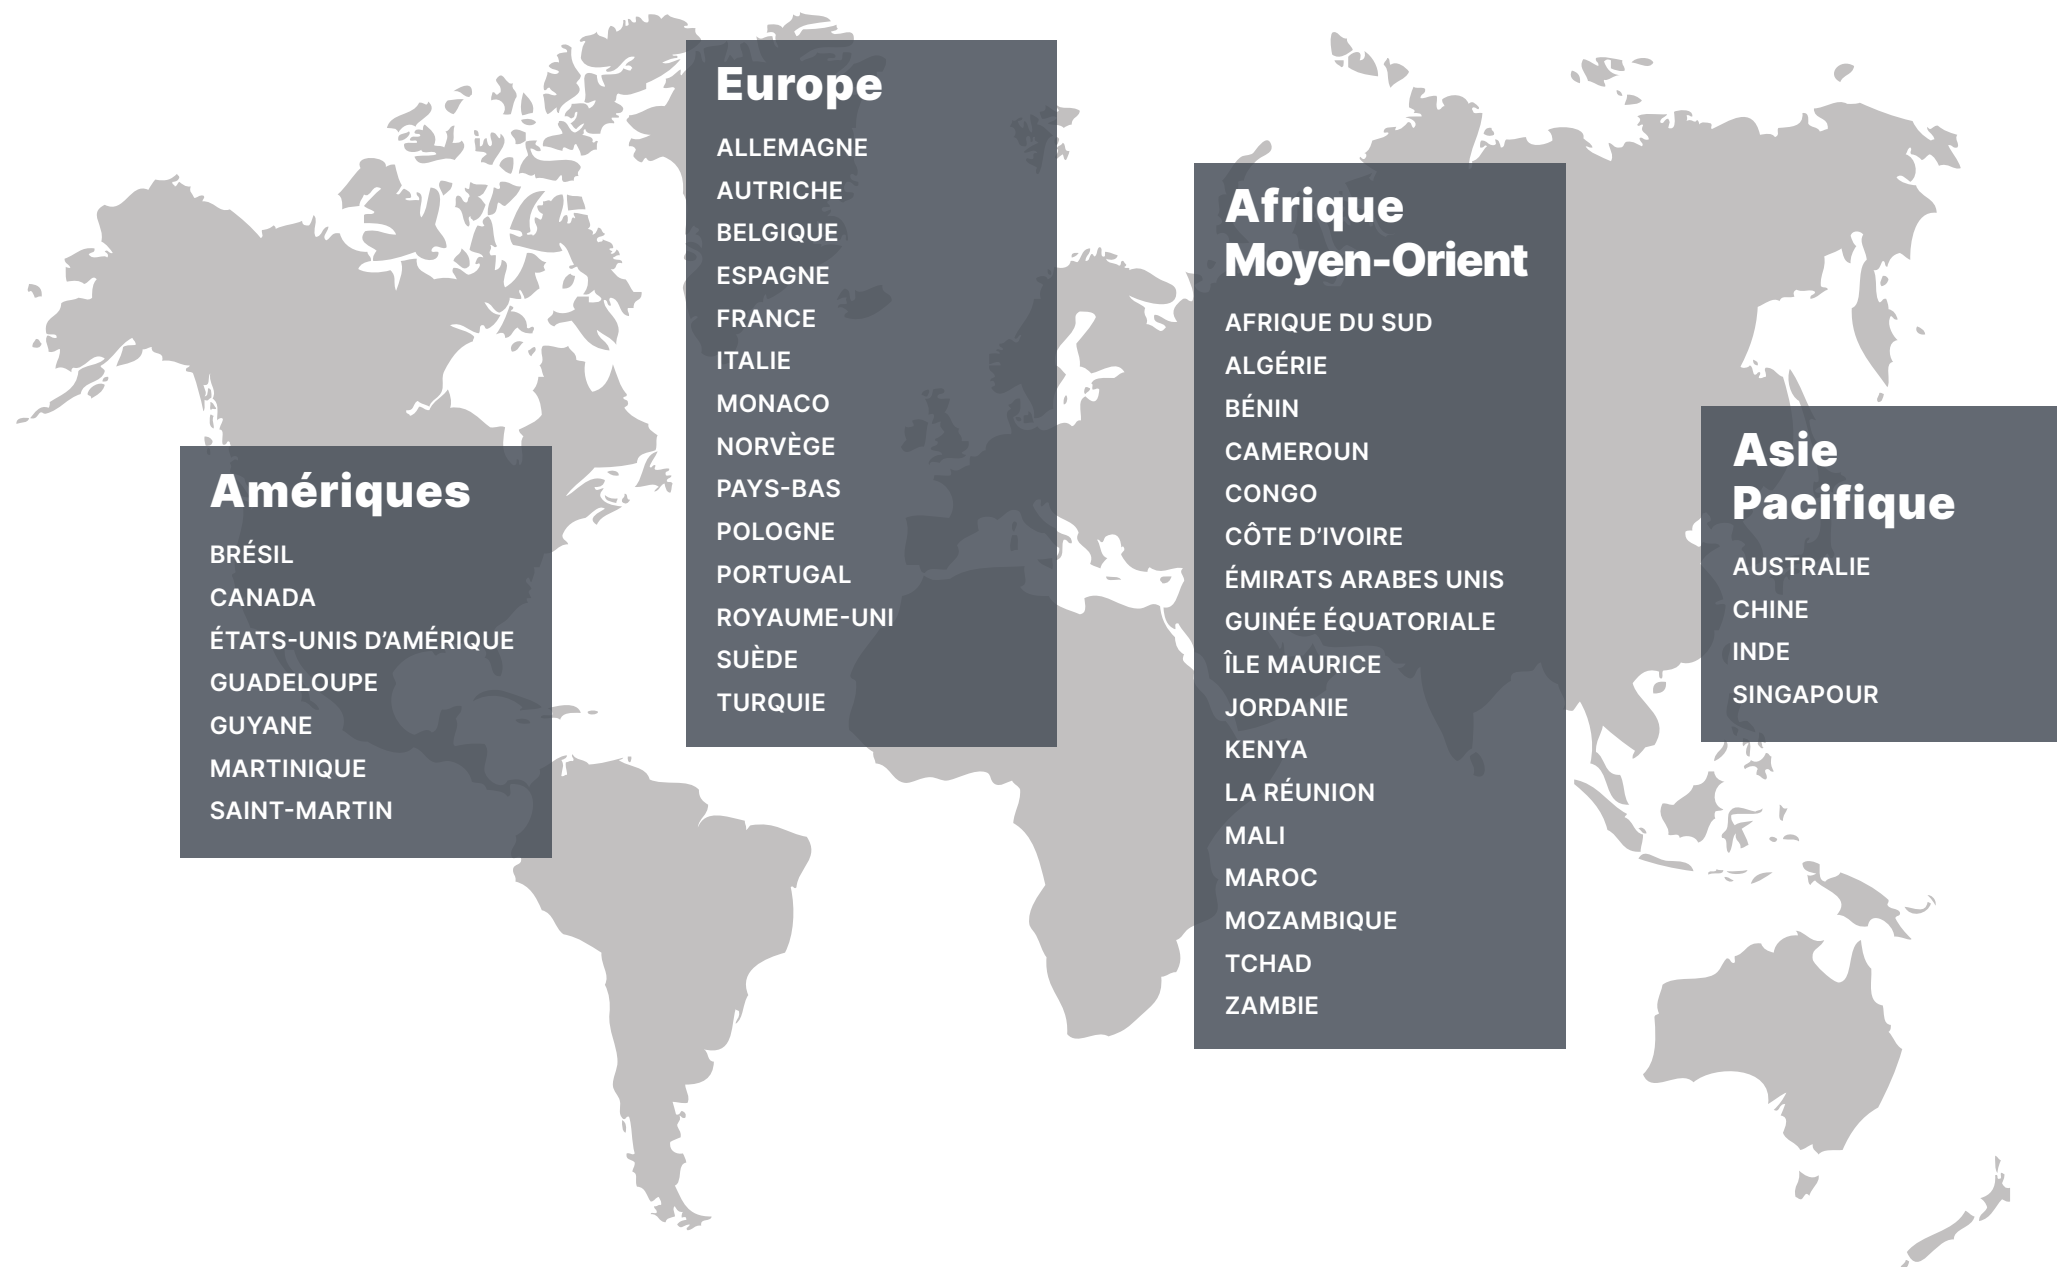 Europe
ALLEMAGNE
AUTRICHE
BELGIQUE
ESPAGNE
FRANCE
ITALIE
MONACO
NORVÈGE
PAYS-BAS
POLOGNE
PORTUGAL
ROYAUME-UNI
SUÈDE
TURQUIE
Afrique
Moyen-Orient
AFRIQUE DU SUD
ALGÉRIE
BÉNIN
CAMEROUN
CONGO
CÔTE D’IVOIRE
ÉMIRATS ARABES UNIS
GUINÉE ÉQUATORIALE
ÎLE MAURICE
JORDANIE
KENYA
LA RÉUNION
MALI
MAROC
MOZAMBIQUE
TCHAD
ZAMBIE
Asie
Pacifique
AUSTRALIE
CHINE
INDE
SINGAPOUR
Amériques
BRÉSIL
CANADA
ÉTATS-UNIS D’AMÉRIQUE
GUADELOUPE
GUYANE
MARTINIQUE
SAINT-MARTIN